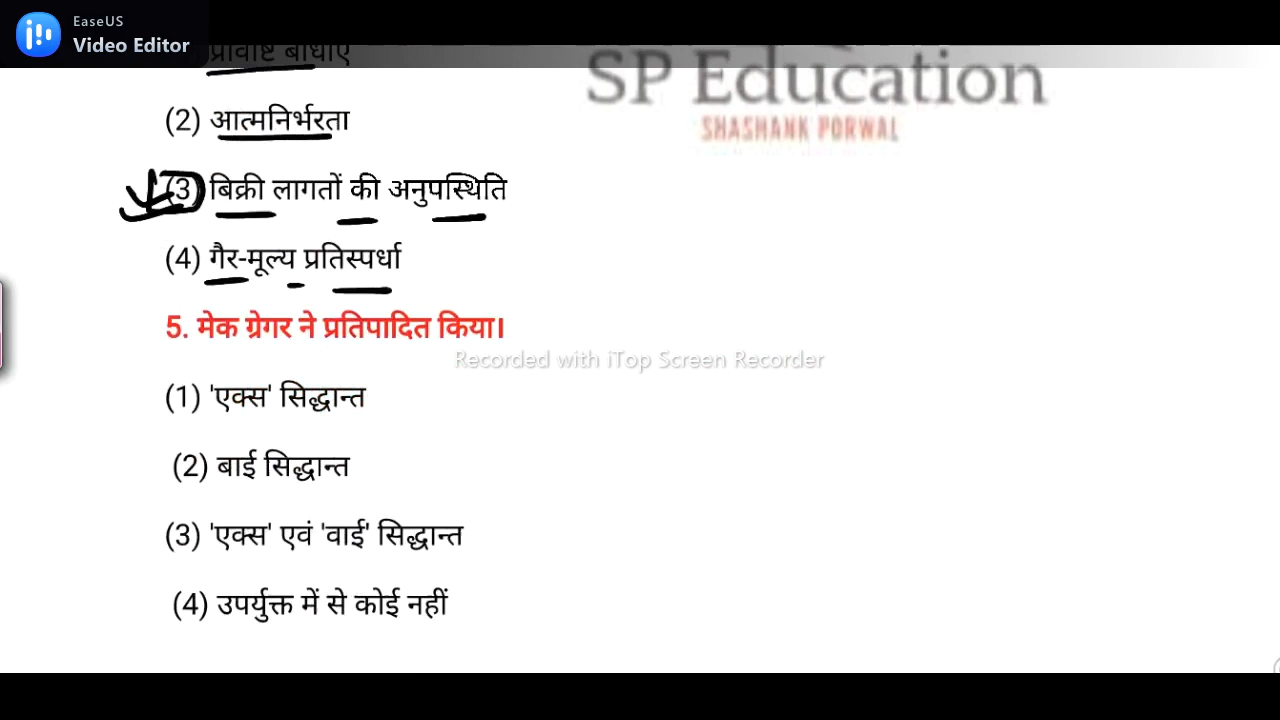 EaseUS
Video Editor
SP Education
SHASHANK PORWAL
(2) आत्मनिर्भरता
(3) बिक्री लागतों की अनुपस्थिति
(4) गैर-मूल्य प्रतिस्पर्धा
5. मेक ग्रेगर ने प्रतिपादित किया।
Recorded with iTop Screen Recorder
(1) 'एक्स' सिद्धान्त
(2) बाई सिद्धान्त
(3) 'एक्स' एवं 'वाई' सिद्धान्त
(4) उपर्युक्त में से कोई नहीं